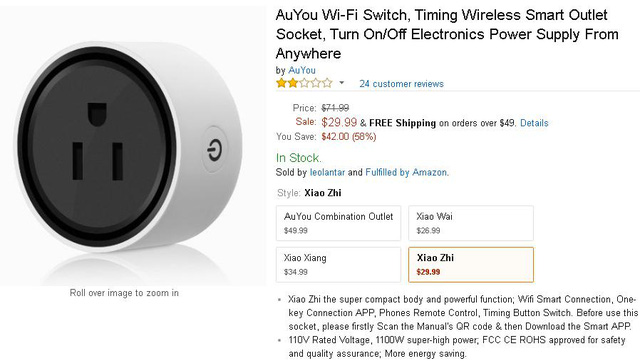 AuYou Wi-Fi Switch, Timing Wireless Smart Outlet
Socket, Turn On/Off Electronics Power Supply From
Anywhere
by AuYou
24 customer reviews
Price: $71.99
Sale: $29.99 & FREE Shipping on orders over $49. Details
You Save: $42.00 (58%)
In Stock.
Sold by leolantar and Fulfilled by Amazon.
Style: Xiao Zhi
AuYou Combination Outlet
$49.99
Xiao Wai
$26.99
Xiao Xiang
$34.99
Xiao Zhi
$29.99
Roll over image to zoom in
Xiao Zhi the super compact body and powerful function; Wifi Smart Connection, One-
key Connection APP, Phones Remote Control, Timing Button Switch. Before use this
socket, please firstly Scan the Manual's QR code & then Download the Smart APP.
110V Rated Voltage, 1100W super-high power; FCC CE ROHS approved for safety
and quality assurance; More energy saving.